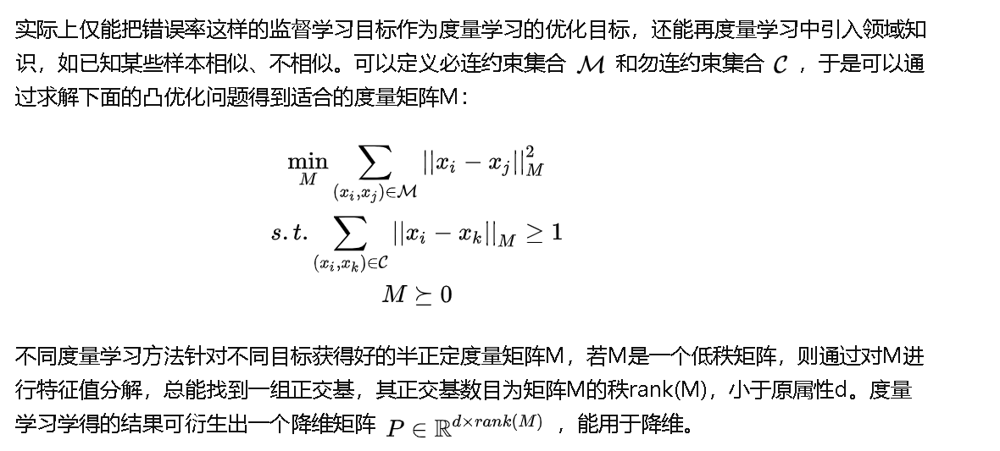 实际上仅能把错误率这样的监督学习目标作为度量学习的优化目标，还能再度量学习中引入领域知
识，如已知某些样本相似、不相似。可以定义必连约束集合 $\mathcal{M}$ 和勿连约束集合 $\mathcal{C}$ ，于是可以通
过求解下面的凸优化问题得到适合的度量矩阵M：
$\min_{M} \sum_{(x_i,x_j)\in\mathcal{M}} ||x_i - x_j||_M^2$
$s.t. \sum_{(x_i,x_k)\in\mathcal{C}} ||x_i - x_k||_M \geq 1$
$M \succeq 0$
不同度量学习方法针对不同目标获得好的半正定度量矩阵M，若M是一个低秩矩阵，则通过对M进
行特征值分解，总能找到一组正交基，其正交基数目为矩阵M的秩rank(M)，小于原属性d。度量
学习学得的结果可衍生出一个降维矩阵 $P \in \mathbb{R}^{d \times rank(M)}$ ，能用于降维。